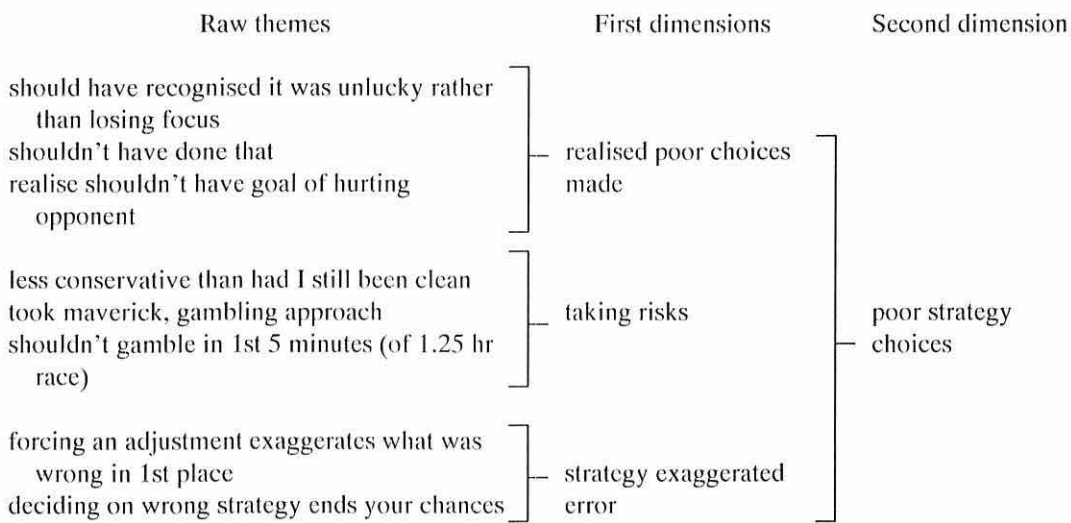 Raw themes First dimensions Second dimension
should have recognised it was unlucky rather
than losing focus
shouldn't have done that
realise shouldn't have goal of hurting
opponent
realised poor choices
made
less conservative than had I still been clean
took maverick, gambling approach
shouldn't gamble in 1st 5 minutes (of 1.25 hr
race)
taking risks
forcing an adjustment exaggerates what was
wrong in 1st place
deciding on wrong strategy ends your chances
strategy exaggerated
error
poor strategy
choices